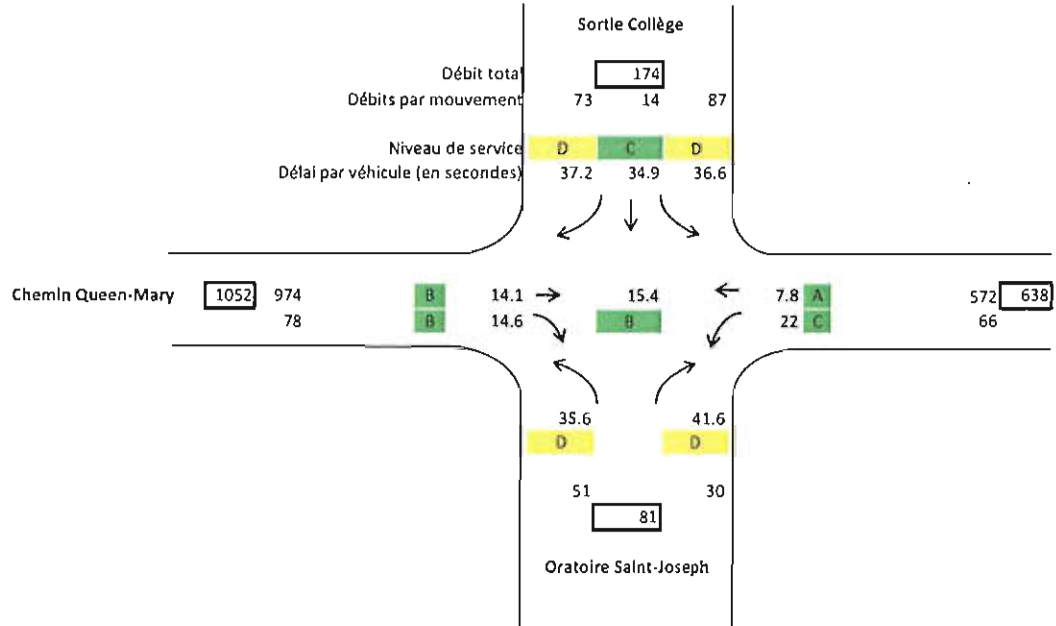 Sortie Collège
Débit total 174
Débits par mouvement 73 14 87
Niveau de service D C D
Délai par véhicule (en secondes) 37.2 34.9 36.6
Chemin Queen-Mary 1052 974 B 14.1 15.4 7.8 A 572 638
78 B 14.6 B 22 C 66
35.6 41.6
D D
51 30
81
Oratoire Saint-Joseph